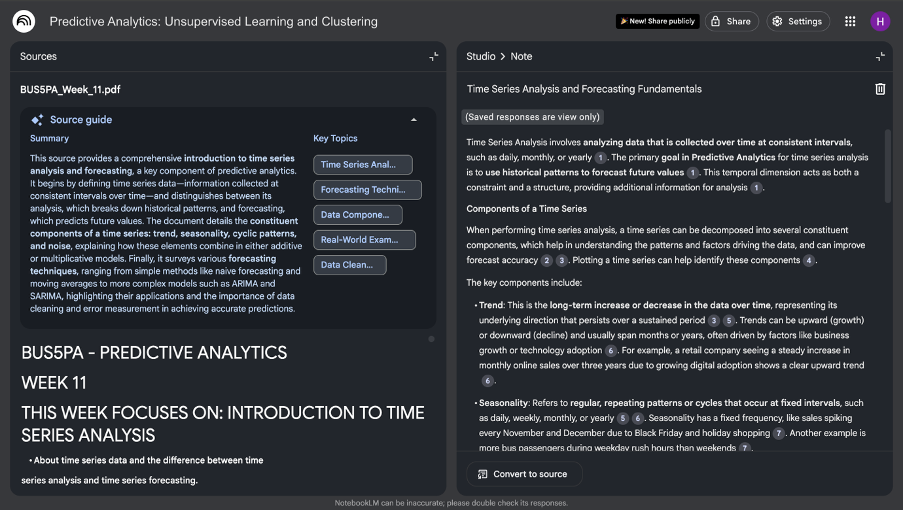 Predictive Analytics: Unsupervised Learning and Clustering
🎉 New! Share publicly
Share
Settings
H
Sources
BUS5PA_Week_11.pdf
Source guide
Summary
This source provides a comprehensive introduction to time series
analysis and forecasting, a key component of predictive analytics.
It begins by defining time series data—information collected at
consistent intervals over time—and distinguishes between its
analysis, which breaks down historical patterns, and forecasting,
which predicts future values. The document details the constituent
components of a time series: trend, seasonality, cyclic patterns,
and noise, explaining how these elements combine in either additive
or multiplicative models. Finally, it surveys various forecasting
techniques, ranging from simple methods like naive forecasting and
moving averages to more complex models such as ARIMA and
SARIMA, highlighting their applications and the importance of data
cleaning and error measurement in achieving accurate predictions.
Key Topics
Time Series Anal...
Forecasting Techni...
Data Compone...
Real-World Exam...
Data Clean...
BUS5PA - PREDICTIVE ANALYTICS
WEEK 11
THIS WEEK FOCUSES ON: INTRODUCTION TO TIME
SERIES ANALYSIS
• About time series data and the difference between time
series analysis and time series forecasting.
Studio > Note
Time Series Analysis and Forecasting Fundamentals
(Saved responses are view only)
Time Series Analysis involves analyzing data that is collected over time at consistent intervals,
such as daily, monthly, or yearly 1. The primary goal in Predictive Analytics for time series analysis
is to use historical patterns to forecast future values 1. This temporal dimension acts as both a
constraint and a structure, providing additional information for analysis 1.
Components of a Time Series
When performing time series analysis, a time series can be decomposed into several constituent
components, which help in understanding the patterns and factors driving the data, and can improve
forecast accuracy 2 3. Plotting a time series can help identify these components 4.
The key components include:
• Trend: This is the long-term increase or decrease in the data over time, representing its
underlying direction that persists over a sustained period 3 5. Trends can be upward (growth)
or downward (decline) and usually span months or years, often driven by factors like business
growth or technology adoption 6. For example, a retail company seeing a steady increase in
monthly online sales over three years due to growing digital adoption shows a clear upward trend
6.
• Seasonality: Refers to regular, repeating patterns or cycles that occur at fixed intervals, such
as daily, weekly, monthly, or yearly 5 6. Seasonality has a fixed frequency, like sales spiking
every November and December due to Black Friday and holiday shopping 7. Another example is
more bus passengers during weekday rush hours than weekends 7.
Convert to source
NotebookLM can be inaccurate; please double check its responses.